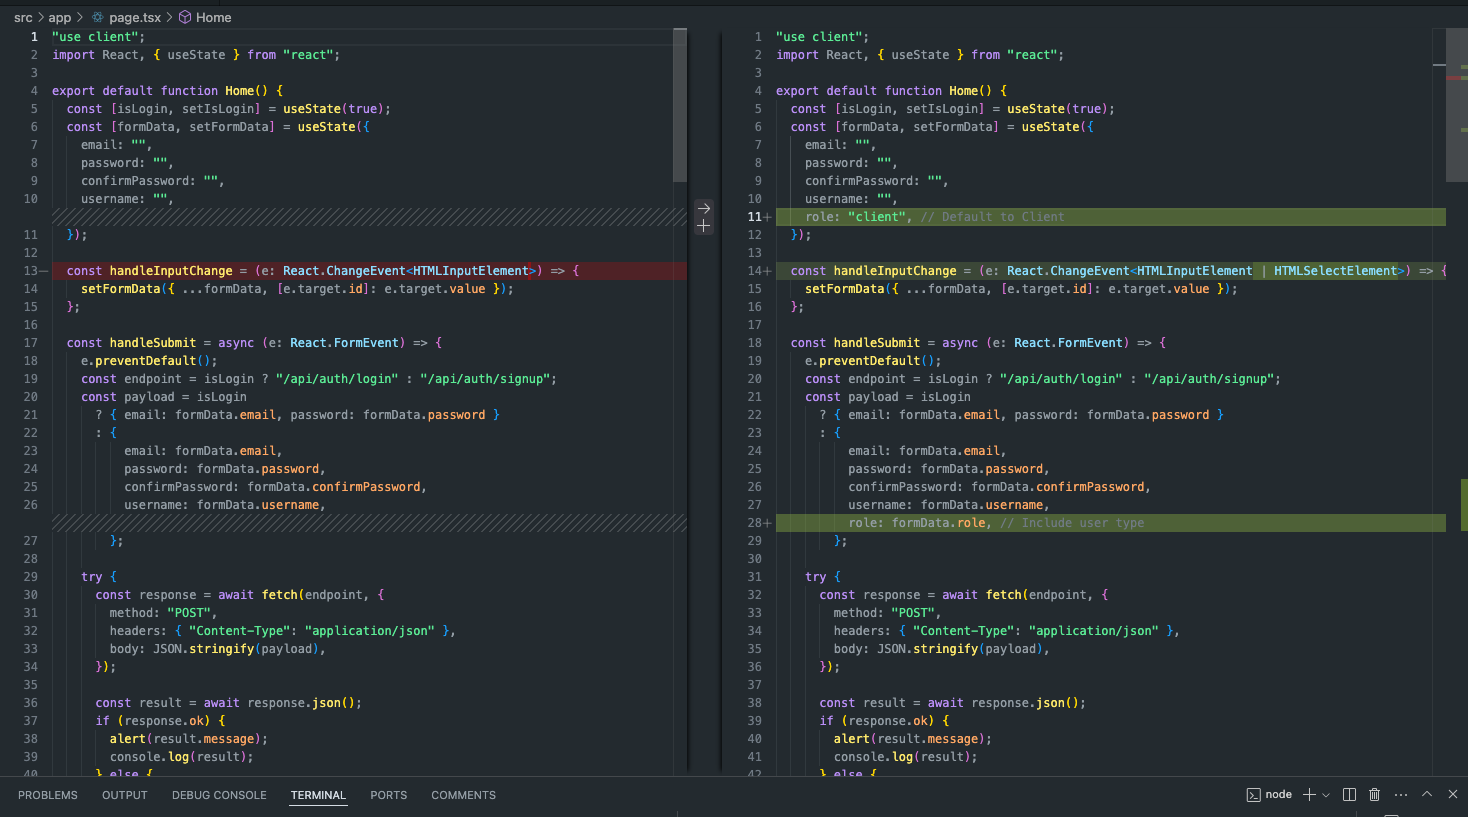 src > app > page.tsx > Home
1 "use client";
2 import React, { useState } from "react";
3
4 export default function Home() {
5 const [isLogin, setIsLogin] = useState(true);
6 const [formData, setFormData] = useState({
7 email: "",
8 password: "",
9 confirmPassword: "",
10 username: "",
11 });
12
13— const handleInputChange = (e: React.ChangeEvent<HTMLInputElement>) => {
14 setFormData({ ...formData, [e.target.id]: e.target.value });
15 };
16
17 const handleSubmit = async (e: React.FormEvent) => {
18 e.preventDefault();
19 const endpoint = isLogin ? "/api/auth/login" : "/api/auth/signup";
20 const payload = isLogin
21 ? { email: formData.email, password: formData.password }
22 : {
23 email: formData.email,
24 password: formData.password,
25 confirmPassword: formData.confirmPassword,
26 username: formData.username,
27 };
28
29 try {
30 const response = await fetch(endpoint, {
31 method: "POST",
32 headers: { "Content-Type": "application/json" },
33 body: JSON.stringify(payload),
34 });
35
36 const result = await response.json();
37 if (response.ok) {
38 alert(result.message);
39 console.log(result);
40 } else {
1 "use client";
2 import React, { useState } from "react";
3
4 export default function Home() {
5 const [isLogin, setIsLogin] = useState(true);
6 const [formData, setFormData] = useState({
7 email: "",
8 password: "",
9 confirmPassword: "",
10 username: "",
11+ role: "client", // Default to Client
12 });
13
14+ const handleInputChange = (e: React.ChangeEvent<HTMLInputElement | HTMLSelectElement>) => {
15 setFormData({ ...formData, [e.target.id]: e.target.value });
16 };
17
18 const handleSubmit = async (e: React.FormEvent) => {
19 e.preventDefault();
20 const endpoint = isLogin ? "/api/auth/login" : "/api/auth/signup";
21 const payload = isLogin
22 ? { email: formData.email, password: formData.password }
23 : {
24 email: formData.email,
25 password: formData.password,
26 confirmPassword: formData.confirmPassword,
27 username: formData.username,
28+ role: formData.role, // Include user type
29 };
30
31 try {
32 const response = await fetch(endpoint, {
33 method: "POST",
34 headers: { "Content-Type": "application/json" },
35 body: JSON.stringify(payload),
36 });
37
38 const result = await response.json();
39 if (response.ok) {
40 alert(result.message);
41 console.log(result);
42 } else {
PROBLEMS OUTPUT DEBUG CONSOLE TERMINAL PORTS COMMENTS node